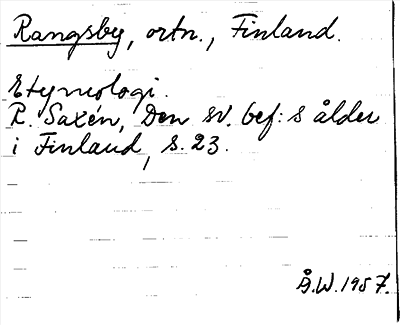 Rangsby, ortn., Finland.
Etymologi.
R. Saxén, Den sv. bef:s ålder
i Finland, s. 23.
Å.W. 1957.